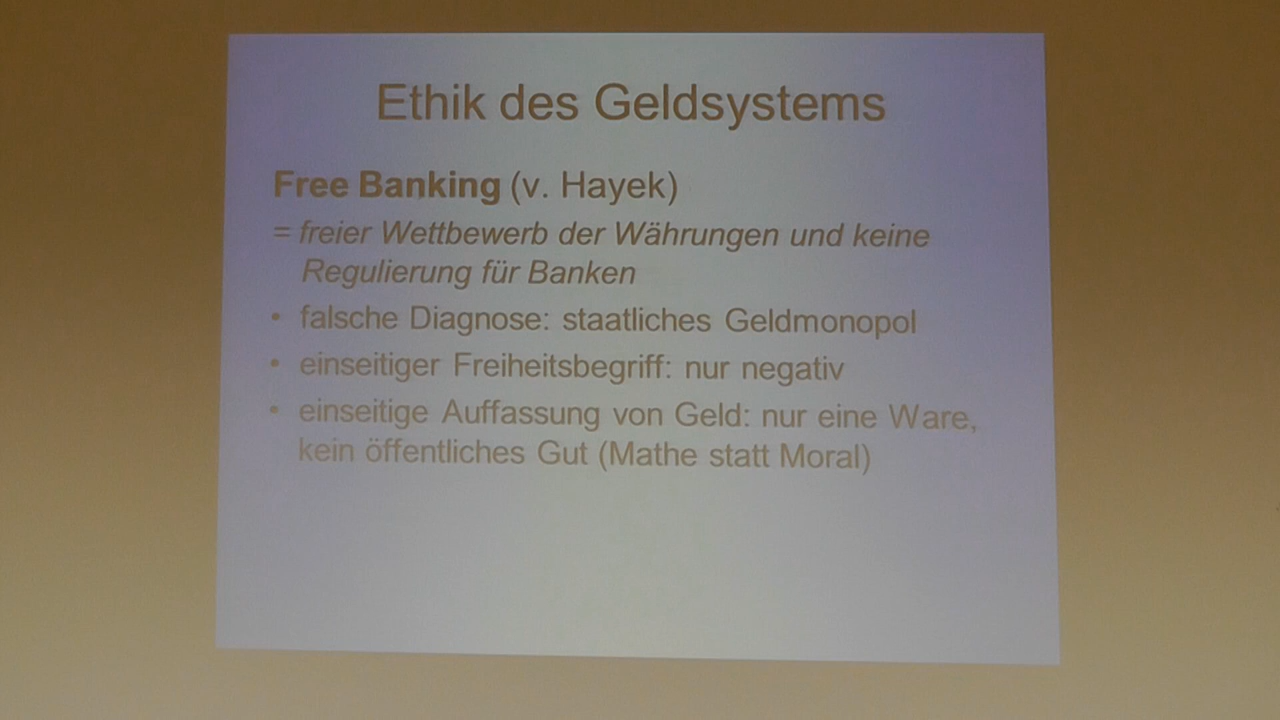 Ethik des Geldsystems
Free Banking (v. Hayek)
= freier Wettbewerb der Währungen und keine
Regulierung für Banken
• falsche Diagnose: staatliches Geldmonopol
• einseitiger Freiheitsbegriff: nur negativ
• einseitige Auffassung von Geld: nur eine Ware,
kein öffentliches Gut (Mathe statt Moral)